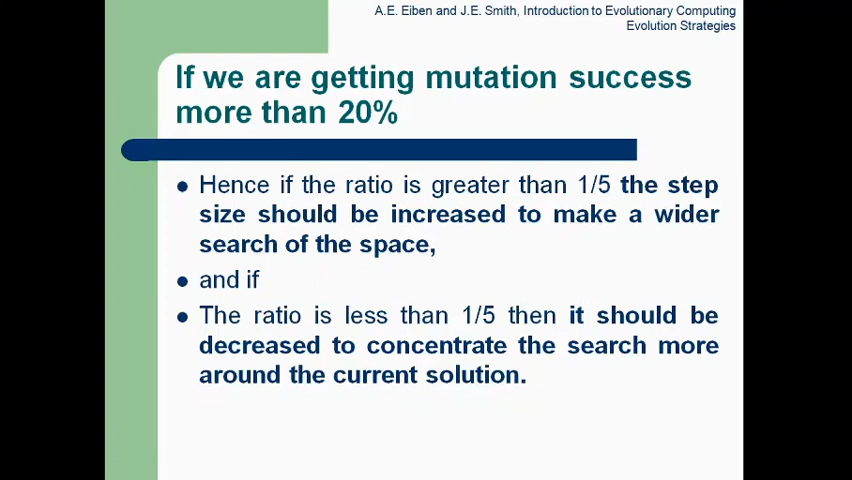 A.E. Eiben and J.E. Smith, Introduction to Evolutionary Computing
Evolution Strategies
If we are getting mutation success
more than 20%
● Hence if the ratio is greater than 1/5 the step
size should be increased to make a wider
search of the space,
● and if
● The ratio is less than 1/5 then it should be
decreased to concentrate the search more
around the current solution.